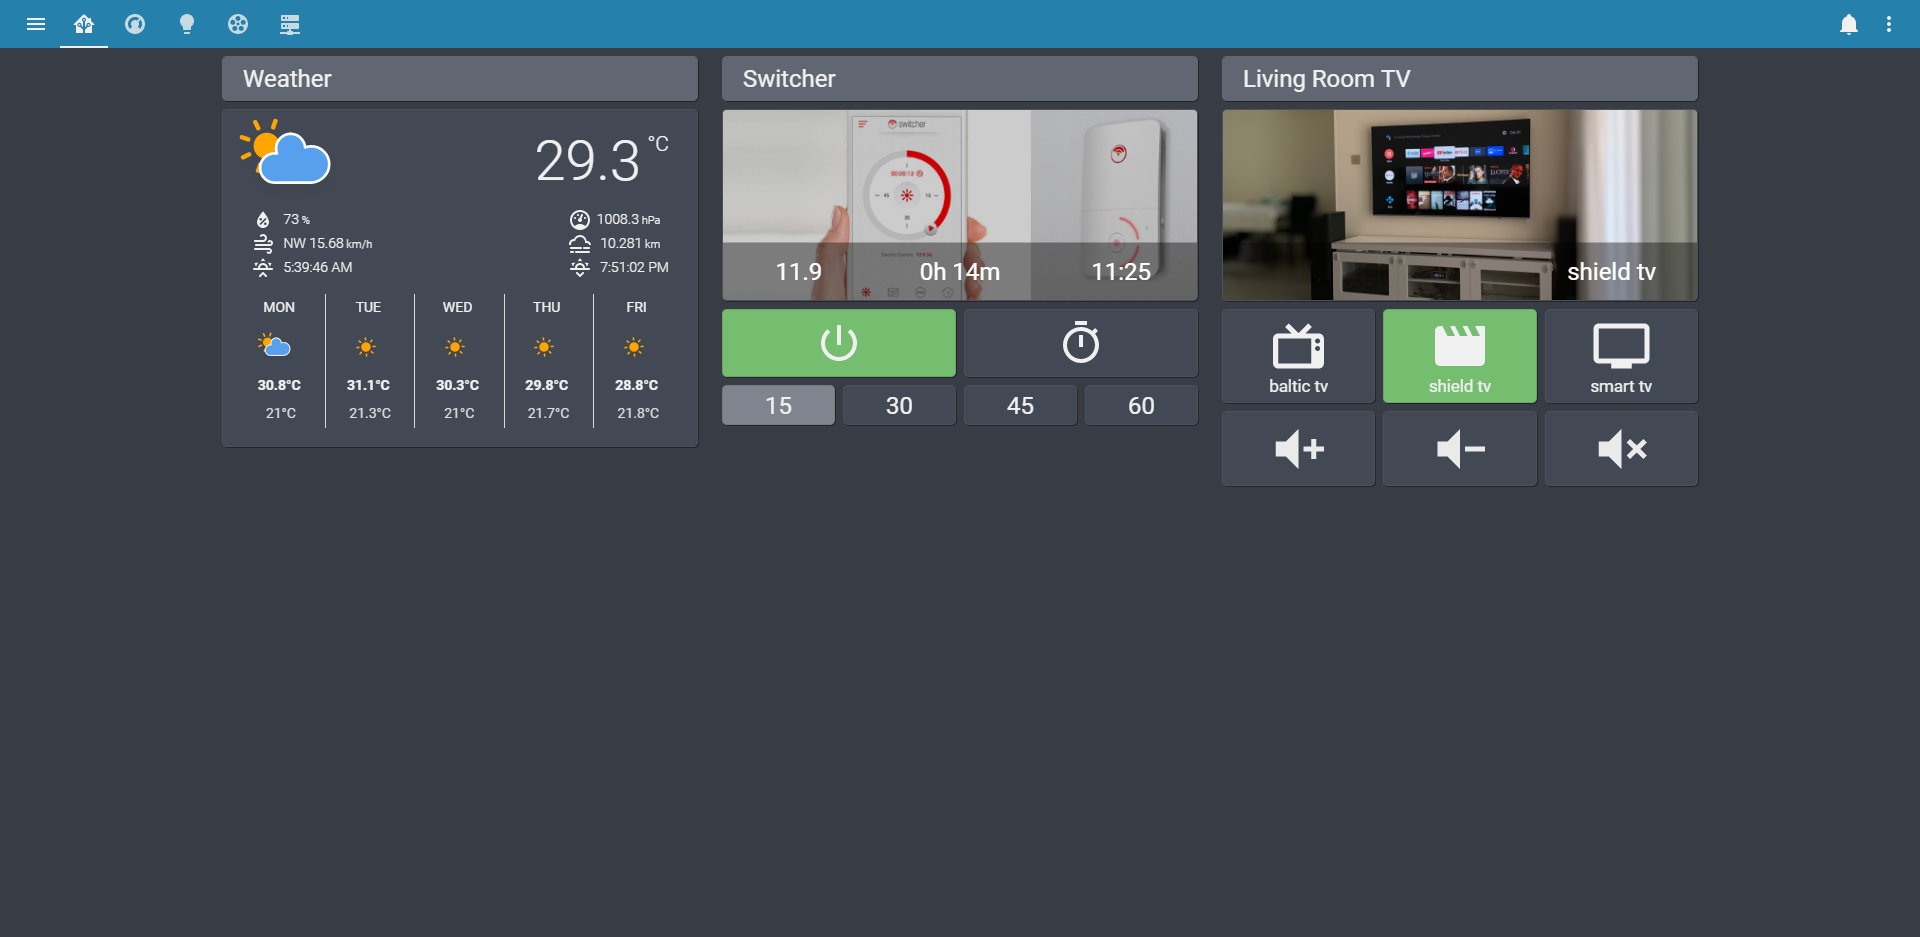 Weather
29.3 °C
73 %
1008.3 hPa
NW 15.68 km/h
10.281 km
5:39:46 AM
7:51:02 PM
MON TUE WED THU FRI
30.8°C 31.1°C 30.3°C 29.8°C 28.8°C
21°C 21.3°C 21°C 21.7°C 21.8°C
Switcher
switcher
45 15
30
11.9 0h 14m 11:25
15 30 45 60
Living Room TV
shield tv
baltic tv shield tv smart tv